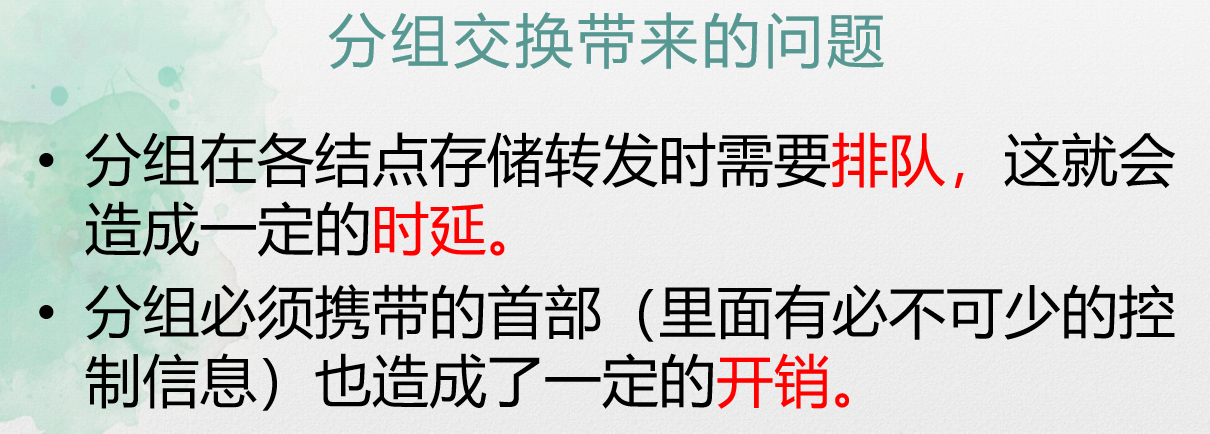 分组交换带来的问题
• 分组在各结点存储转发时需要排队，这就会
造成一定的时延。
• 分组必须携带的首部（里面有必不可少的控
制信息）也造成了一定的开销。